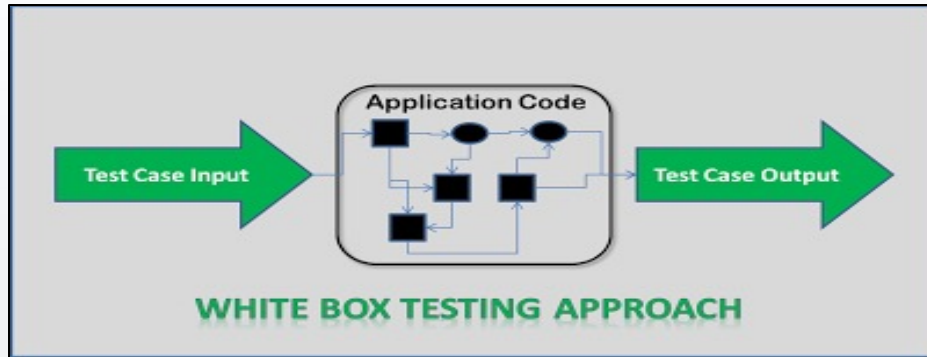 Application Code
Test Case Input
Test Case Output
WHITE BOX TESTING APPROACH